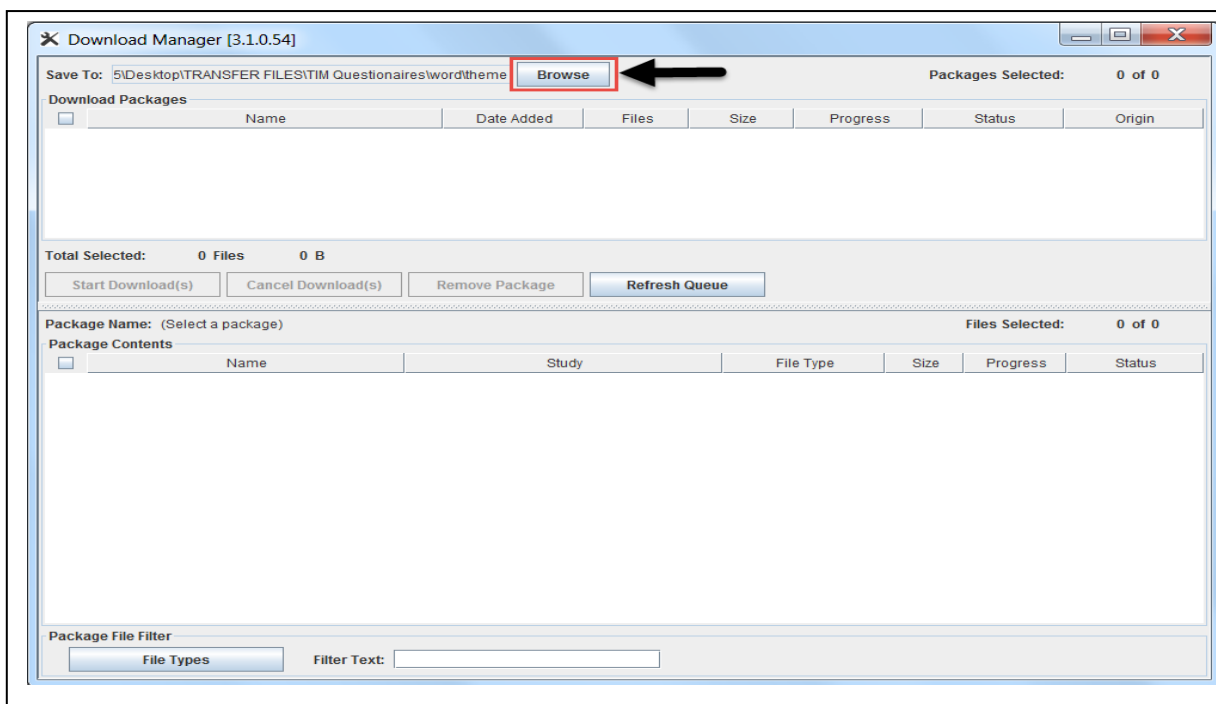 Download Manager [3.1.0.54]
Save To: 5\Desktop\TRANSFER FILES\TIM Questionaires\word\theme Browse Packages Selected: 0 of 0
Download Packages
Name Date Added Files Size Progress Status Origin
Total Selected: 0 Files 0 B
Start Download(s) Cancel Download(s) Remove Package Refresh Queue
Package Name: (Select a package) Files Selected: 0 of 0
Package Contents
Name Study File Type Size Progress Status
Package File Filter
File Types Filter Text: